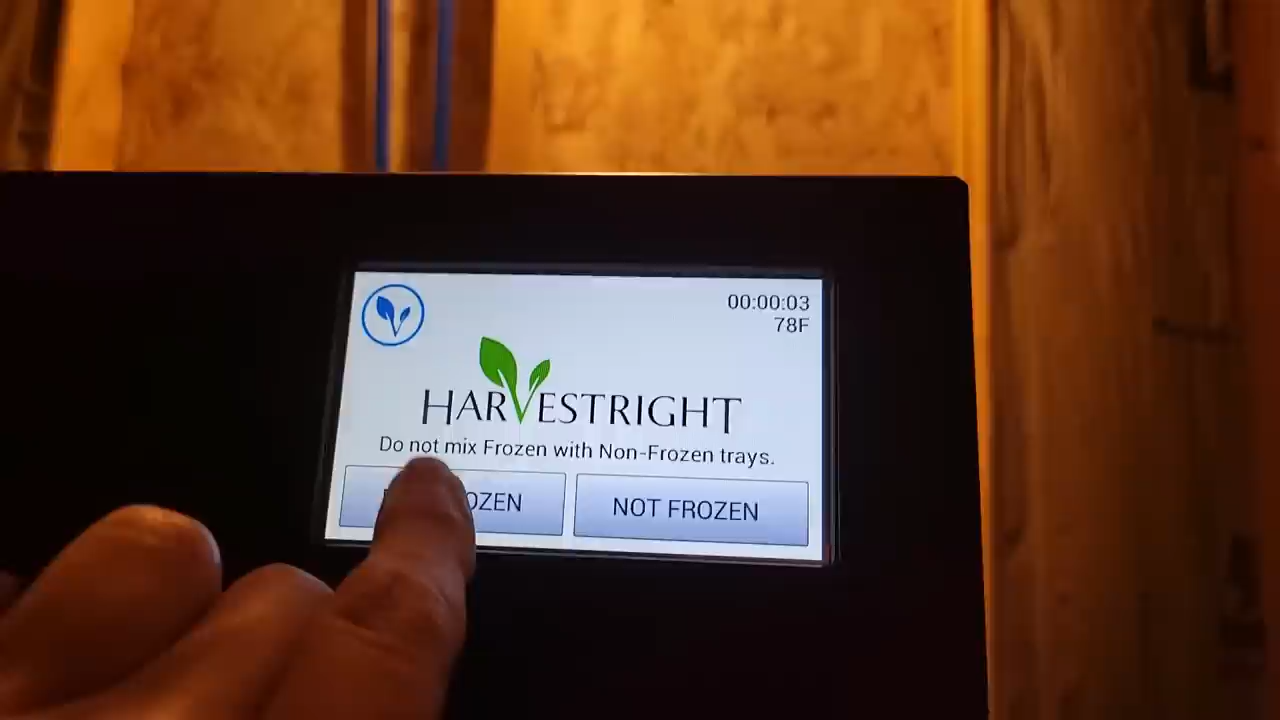 00:00:03
78F
HARVESTRIGHT
Do not mix Frozen with Non-Frozen trays.
NOT FROZEN